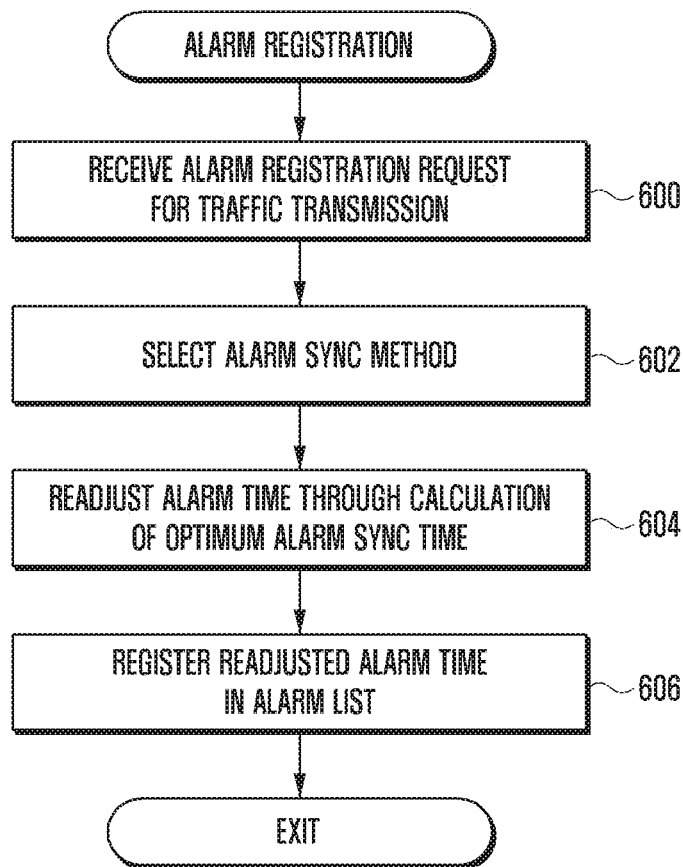 ALARM REGISTRATION
RECEIVE ALARM REGISTRATION REQUEST
FOR TRAFFIC TRANSMISSION
600
SELECT ALARM SYNC METHOD
602
READJUST ALARM TIME THROUGH CALCULATION
OF OPTIMUM ALARM SYNC TIME
604
REGISTER READJUSTED ALARM TIME
IN ALARM LIST
606
EXIT